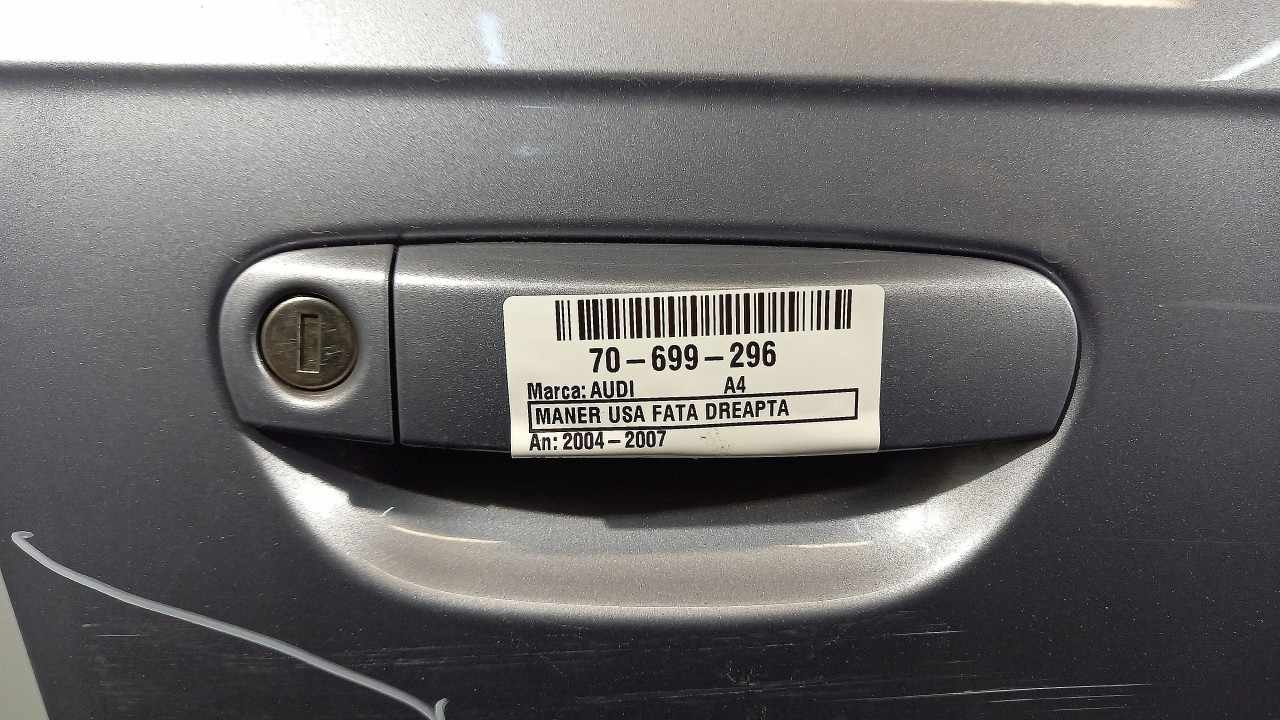 70-699-296
Marca: AUDI A4
MANER USA FATA DREAPTA
An: 2004-2007